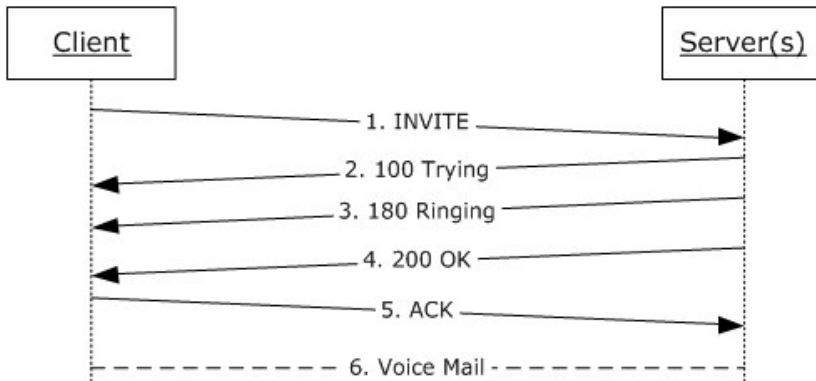 Client
Server(s)
1. INVITE
2. 100 Trying
3. 180 Ringing
4. 200 OK
5. ACK
6. Voice Mail